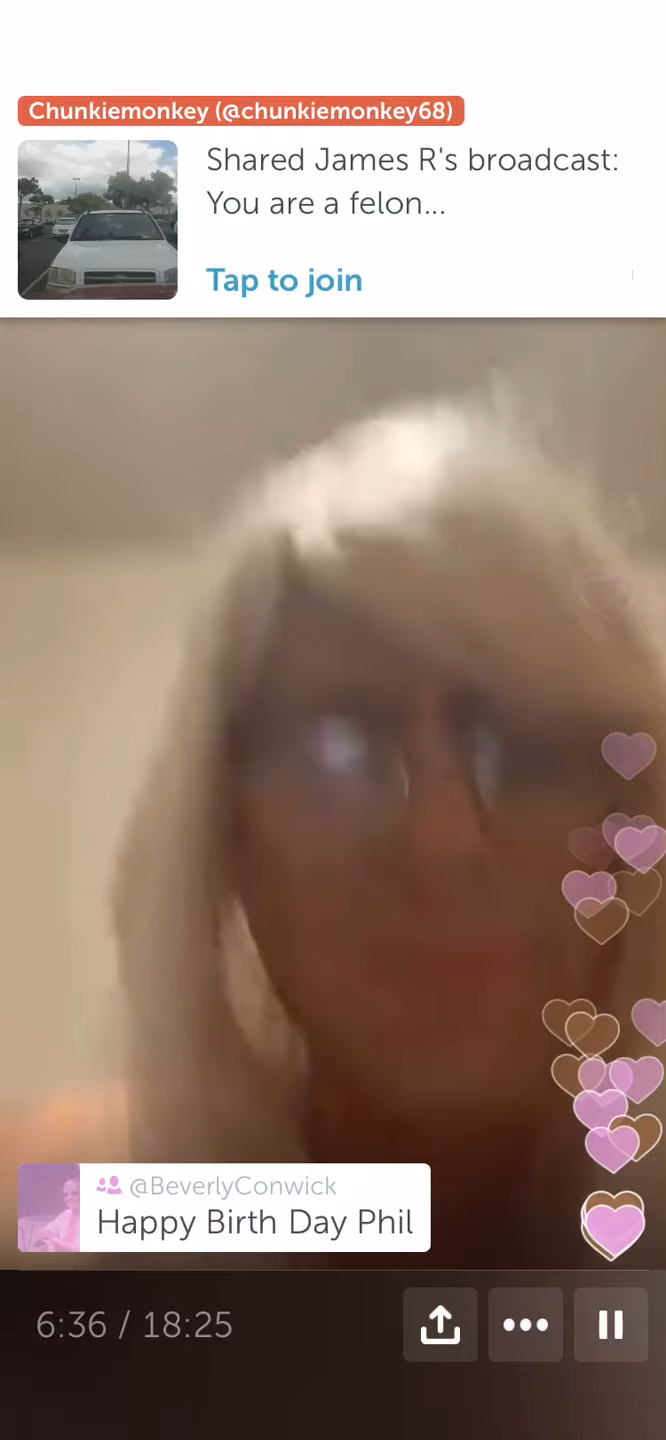 Chunkiemonkey (@chunkiemonkey68)
Shared James R's broadcast:
You are a felon...
Tap to join
@BeverlyConwick
Happy Birth Day Phil
6:36 / 18:25